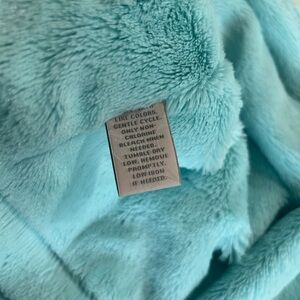 LIKE COLORS.
GENTLE CYCLE.
ONLY NON-
CHLORINE
BLEACH WHEN
NEEDED.
TUMBLE DRY
LOW. REMOVE
PROMPTLY.
LOW IRON
IF NEEDED.